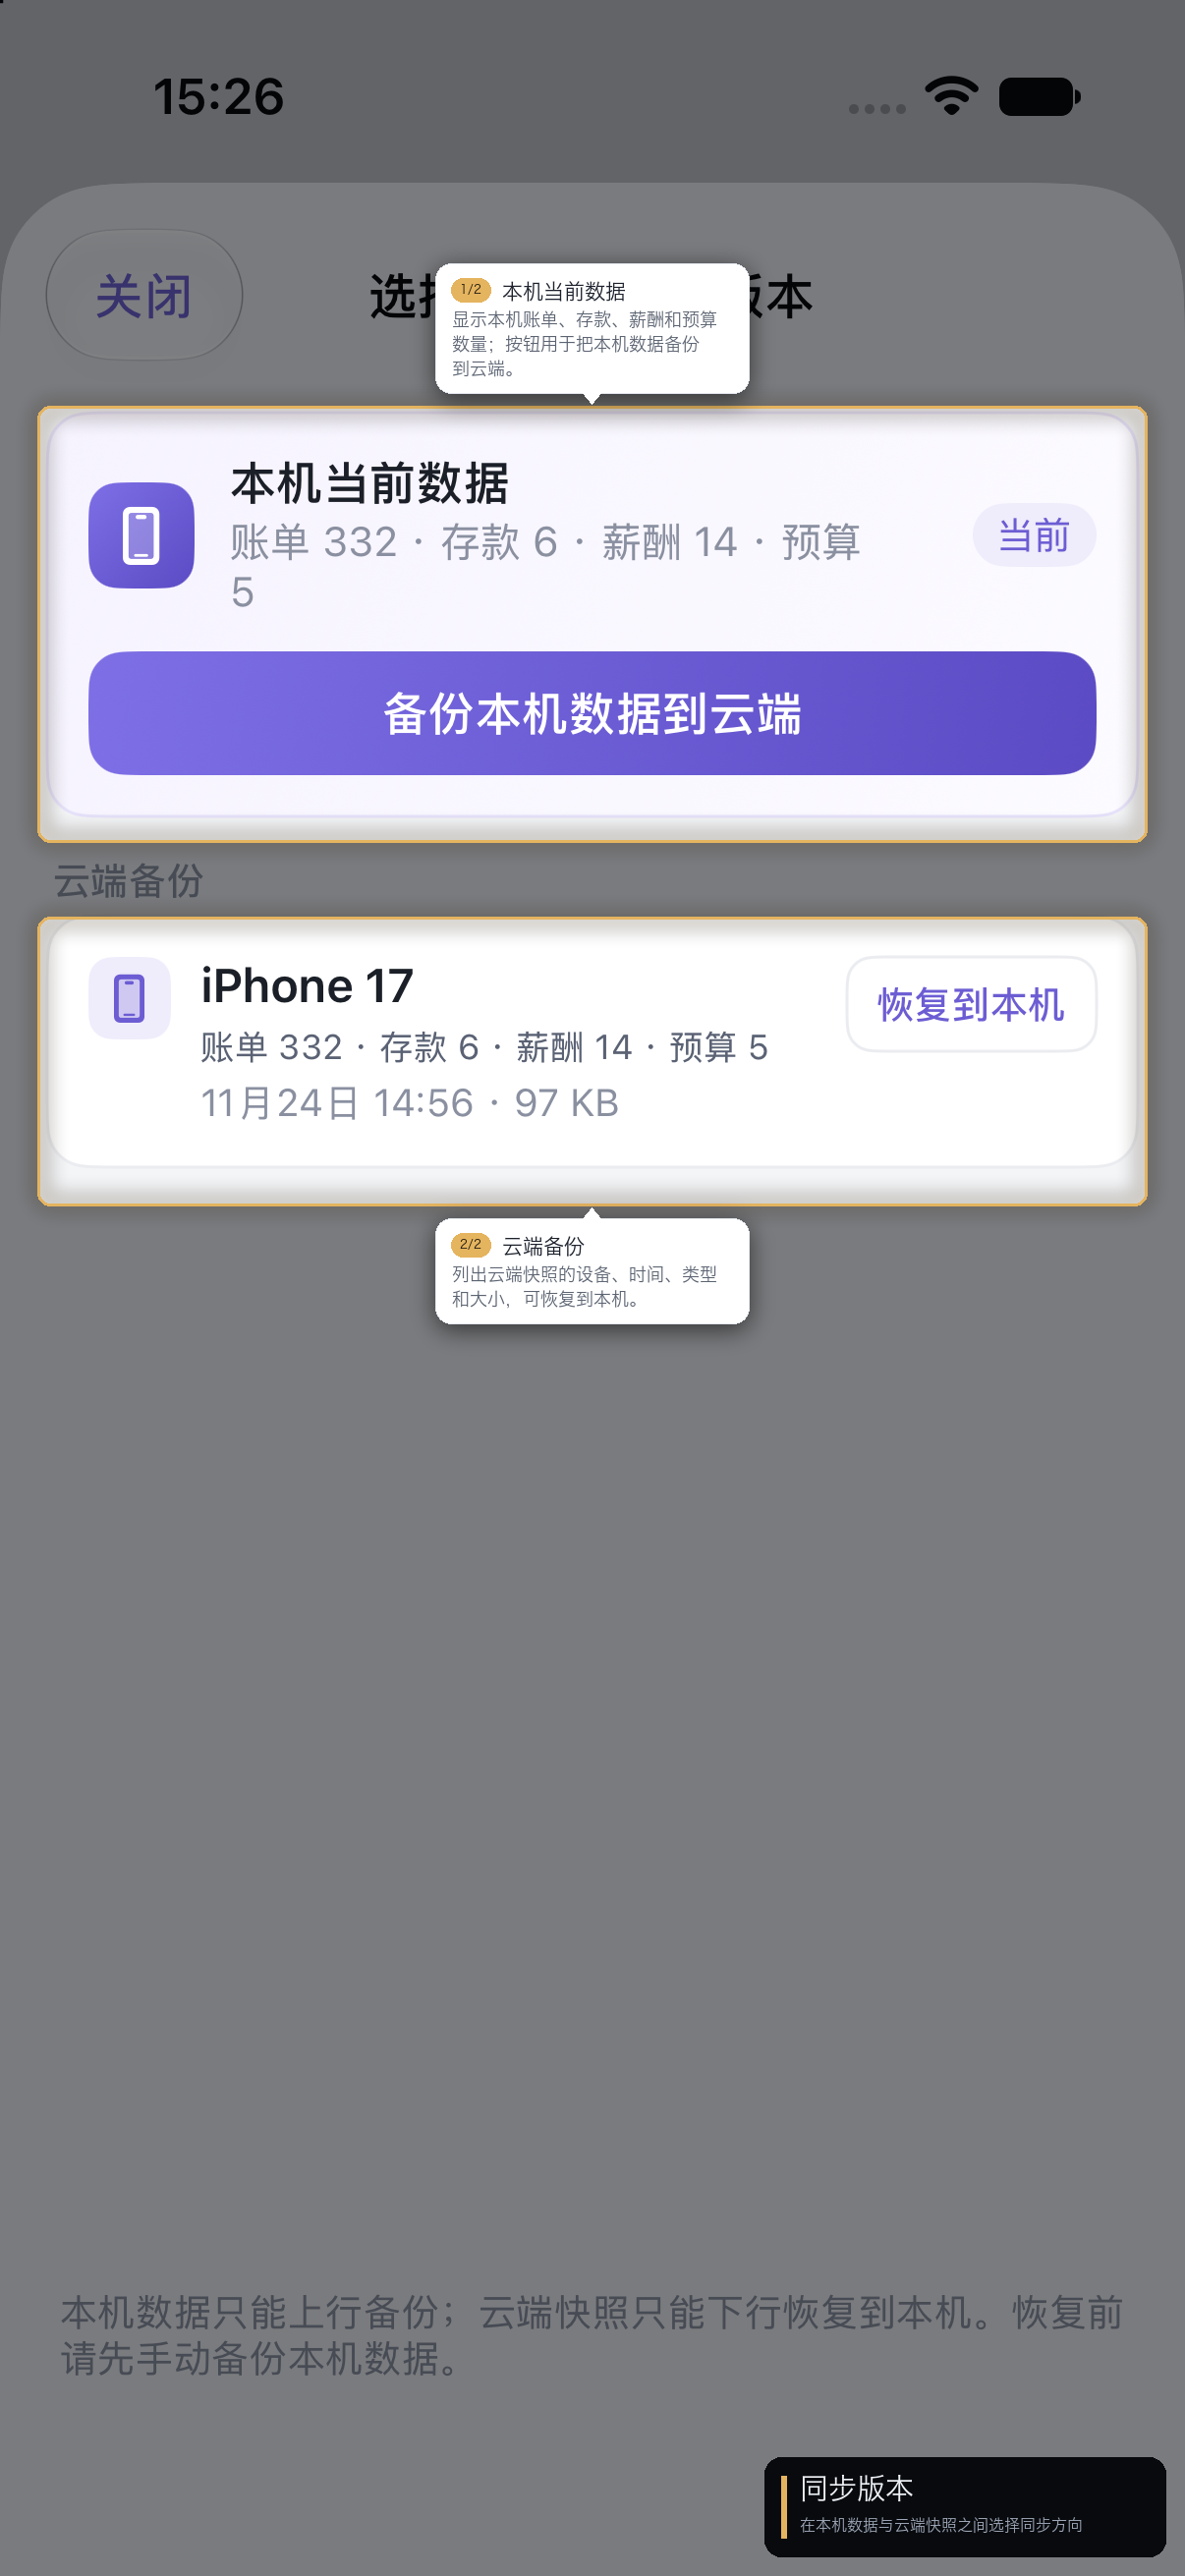 15:26
关闭
选
版本
1/2 本机当前数据
显示本机账单、存款、薪酬和预算
数量；按钮用于把本机数据备份
到云端。
本机当前数据
账单 332 · 存款 6 · 薪酬 14 · 预算
5
当前
备份本机数据到云端
云端备份
iPhone 17
恢复到本机
账单 332 · 存款 6 · 薪酬 14 · 预算 5
11月24日 14:56 · 97 KB
2/2 云端备份
列出云端快照的设备、时间、类型
和大小，可恢复到本机。
本机数据只能上行备份；云端快照只能下行恢复到本机。恢复前
请先手动备份本机数据。
同步版本
在本机数据与云端快照之间选择同步方向